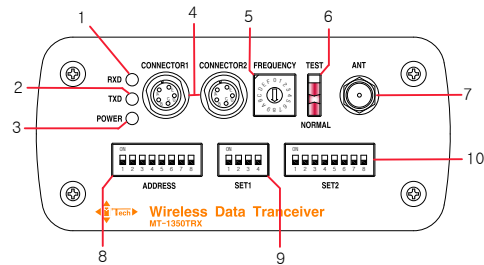 1
2
3
4
5
6
7
8
9
10
CONNECTOR1
CONNECTOR2
FREQUENCY
TEST
ANT
RXD
TXD
POWER
NORMAL
ON
1 2 3 4 5 6 7 8
ADDRESS
ON
1 2 3 4
SET1
ON
1 2 3 4 5 6 7 8
SET2
Tech
Wireless Data Tranceiver
MT-1350TRX